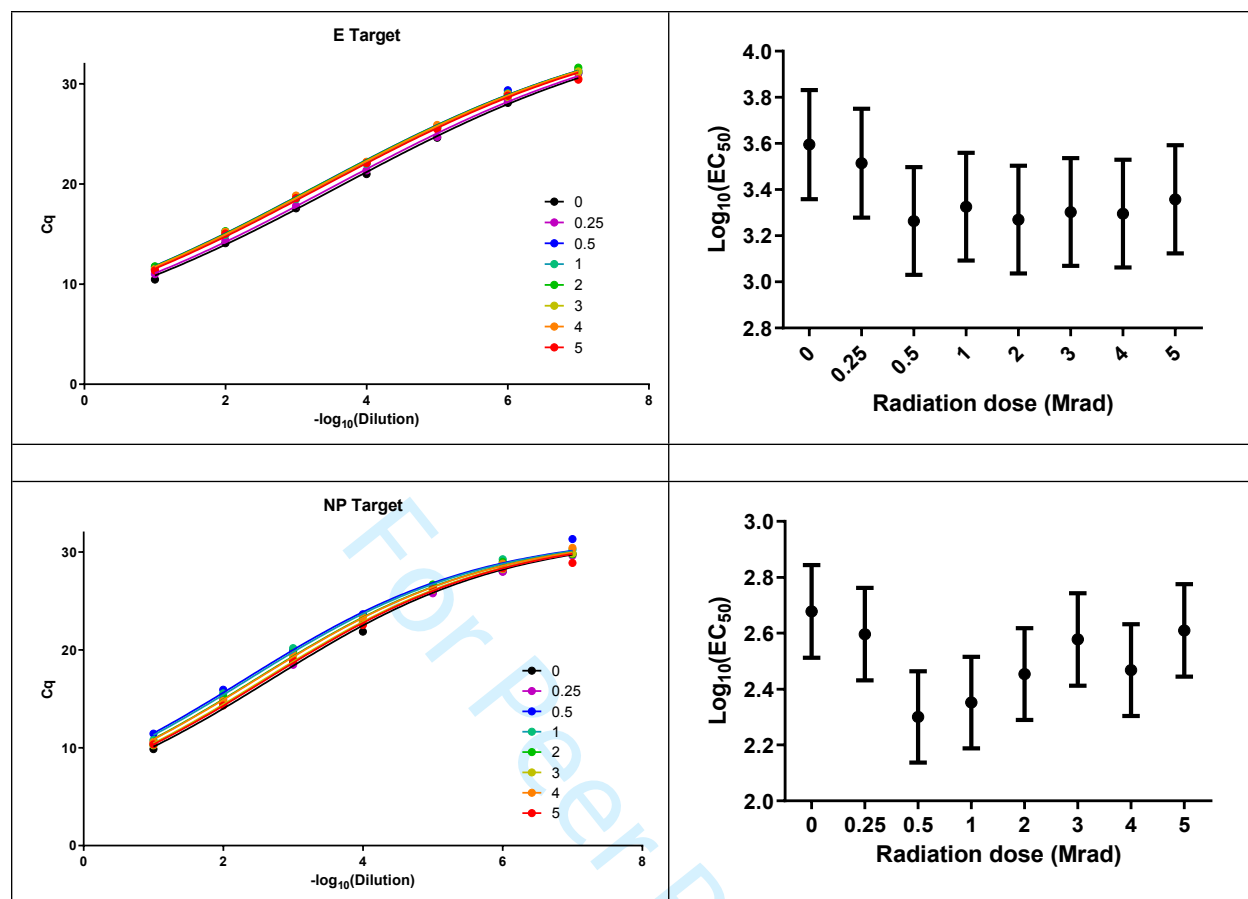 E Target
30
20
10
0
0 2 4 6 8
Cq
-log10(Dilution)
0
0.25
0.5
1
2
3
4
5
4.0
3.8
3.6
3.4
3.2
3.0
2.8
Log10(EC50)
0 0.25 0.5 1 2 3 4 5
Radiation dose (Mrad)
NP Target
30
20
10
0
0 2 4 6 8
Cq
-log10(Dilution)
0
0.25
0.5
1
2
3
4
5
3.0
2.8
2.6
2.4
2.2
2.0
Log10(EC50)
0 0.25 0.5 1 2 3 4 5
Radiation dose (Mrad)
For Peer